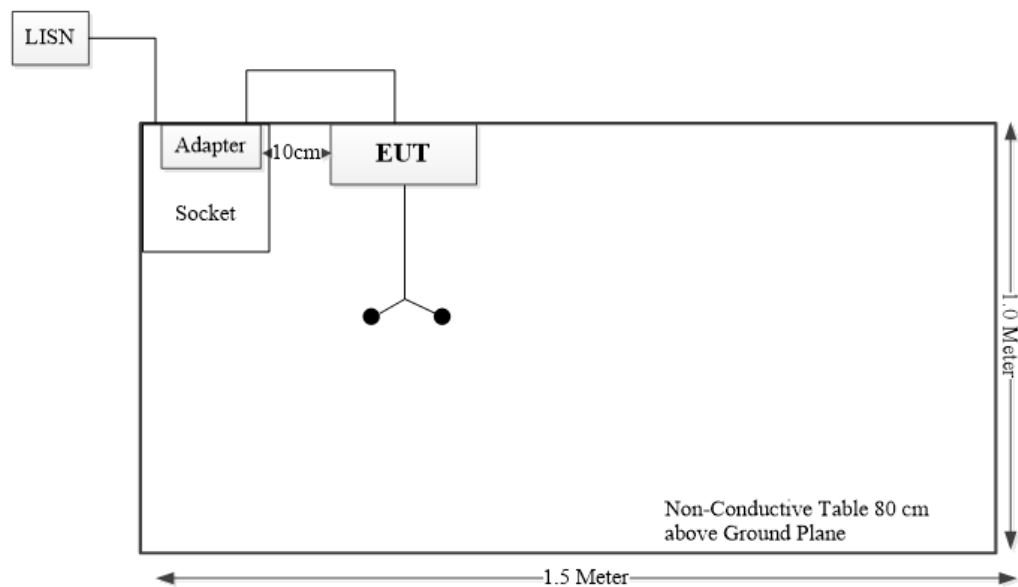 LISN
Adapter
10cm
EUT
Socket
1.0 Meter
Non-Conductive Table 80 cm
above Ground Plane
1.5 Meter